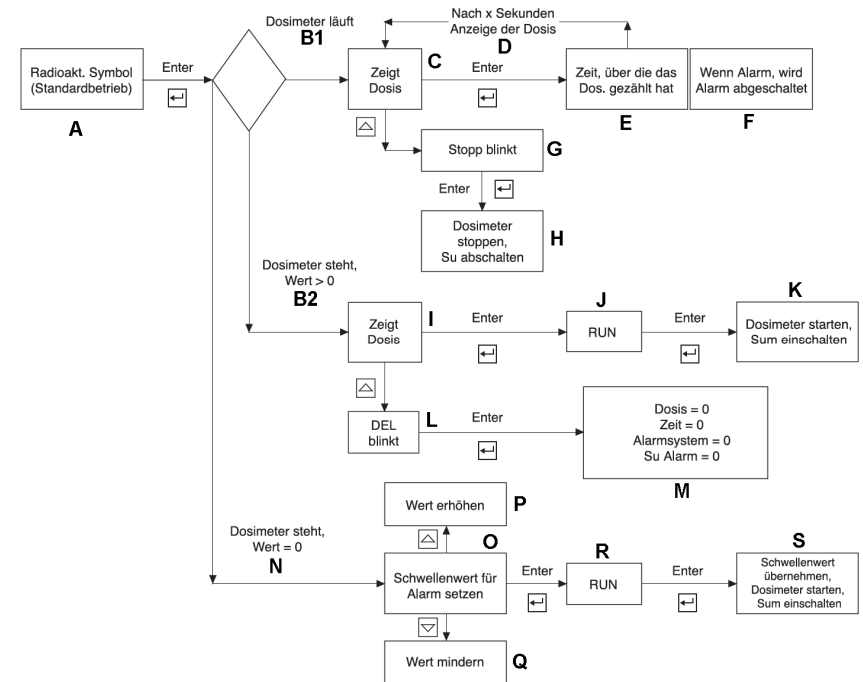 Nach x Sekunden
Anzeige der Dosis
D
Dosimeter läuft
B1
Radioakt. Symbol
(Standardbetrieb)
A
Enter
Zeigt
Dosis
C
Enter
Zeit, über die das
Dos. gezählt hat
E
Wenn Alarm, wird
Alarm abgeschaltet
F
Stopp blinkt
G
Enter
Dosimeter
stoppen,
Su abschalten
H
Dosimeter steht,
Wert > 0
B2
Zeigt
Dosis
I
Enter
J
RUN
Enter
K
Dosimeter starten,
Sum einschalten
DEL
blinkt
L
Enter
Dosis = 0
Zeit = 0
Alarmsystem = 0
Su Alarm = 0
M
Wert erhöhen
P
Dosimeter steht,
Wert = 0
N
O
Schwellenwert für
Alarm setzen
Enter
R
RUN
Enter
S
Schwellenwert
übernehmen,
Dosimeter starten,
Sum einschalten
Wert mindern
Q